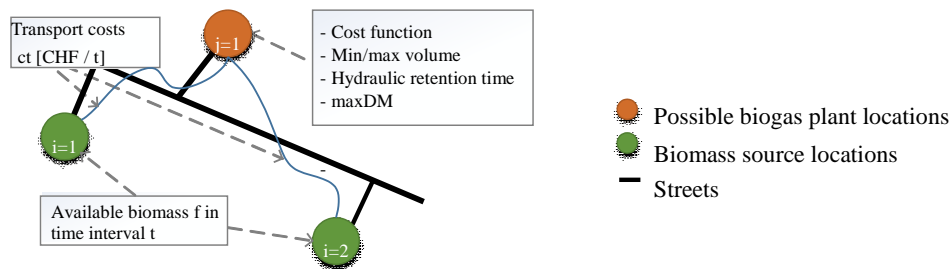 Transport costs
ct [CHF / t]
j=1
- Cost function
- Min/max volume
- Hydraulic retention time
- maxDM
i=1
Available biomass f in
time interval t
-
i=2
Possible biogas plant locations
Biomass source locations
Streets